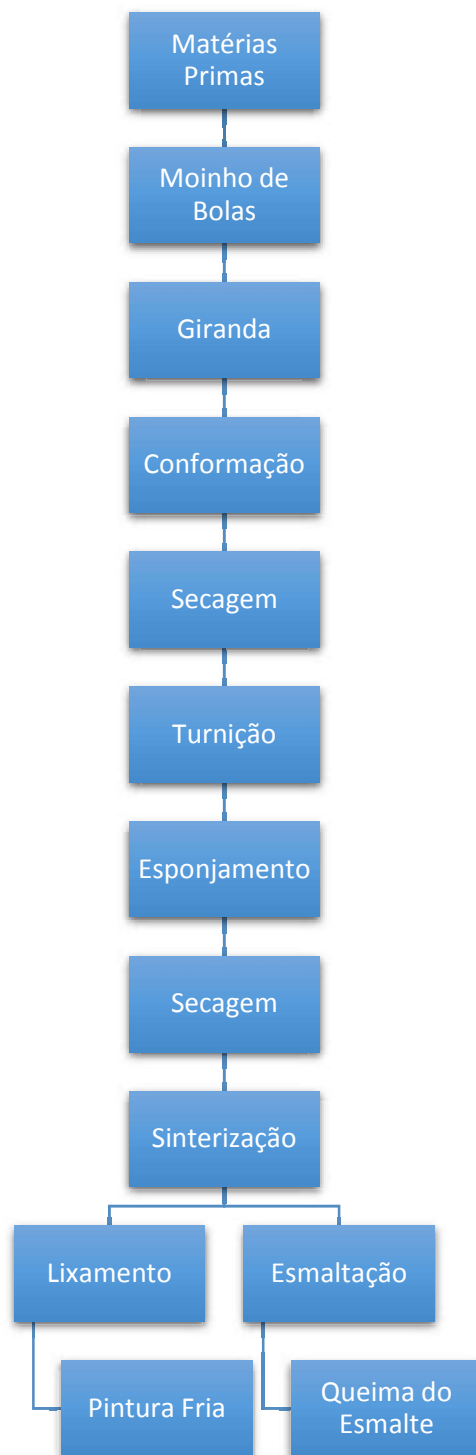 Matérias
Primas
Moinho de
Bolas
Giranda
Conformação
Secagem
Turnição
Esponjamento
Secagem
Sinterização
Lixamento
Esmaltação
Pintura Fria
Queima do
Esmalte